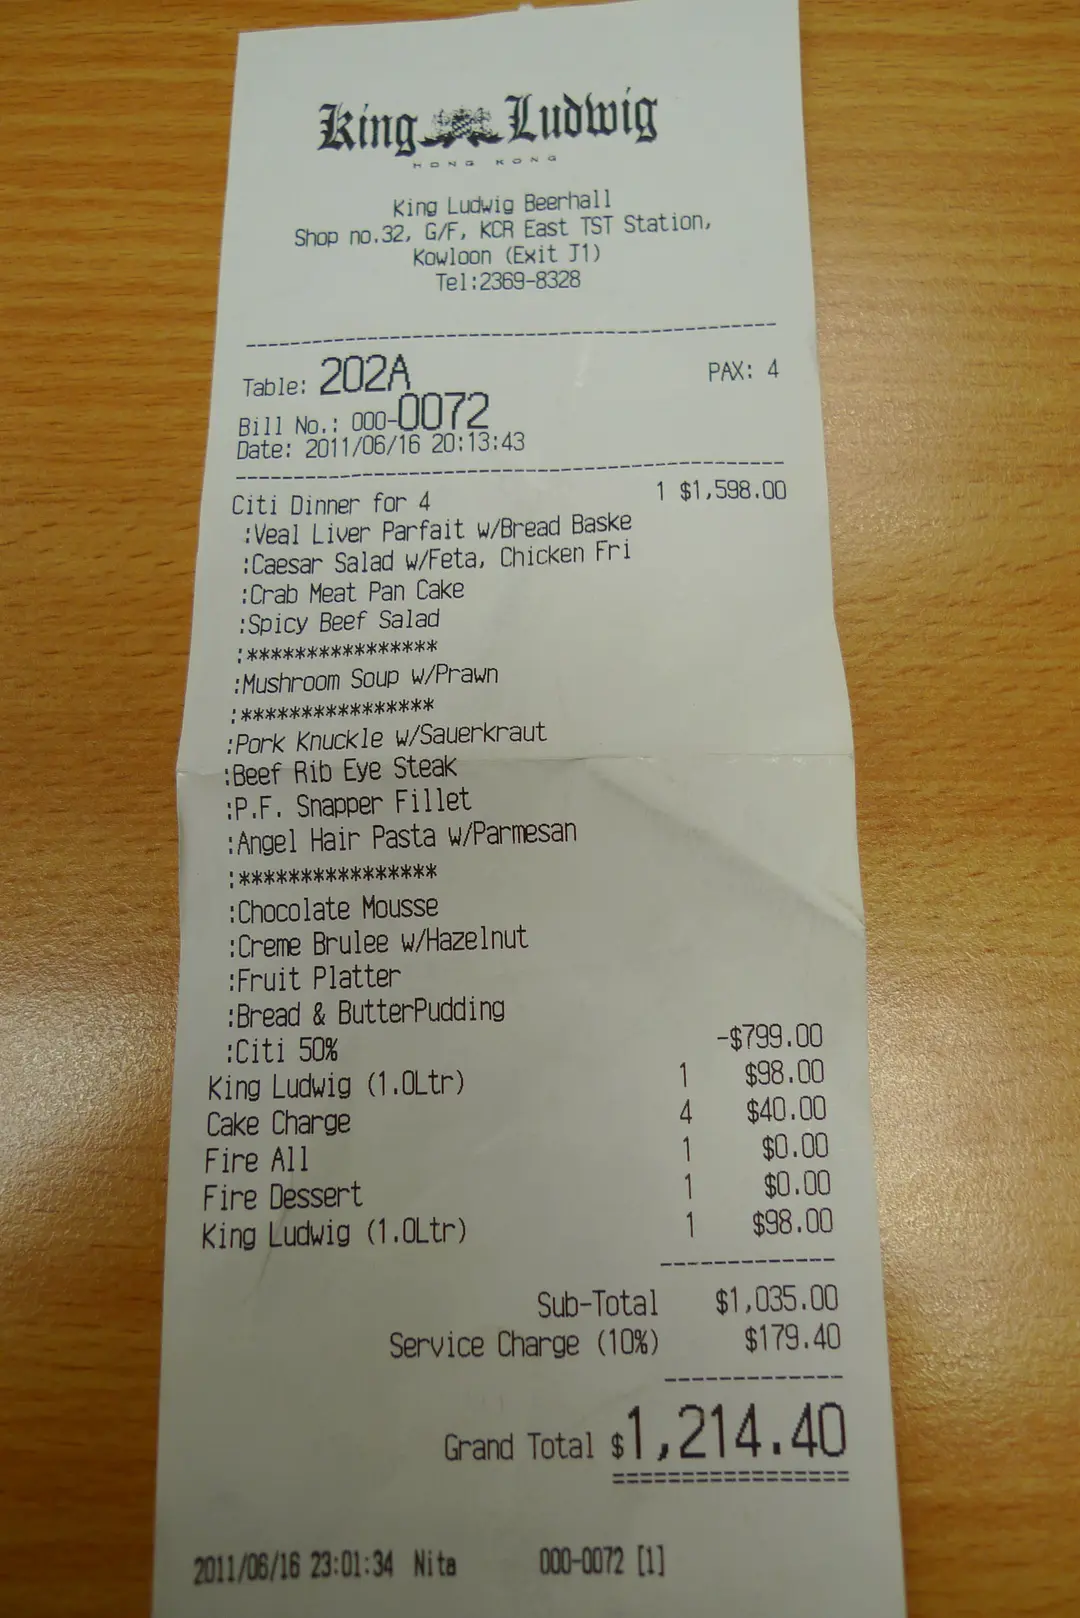 King Ludwig
HONG KONG
King Ludwig Beerhall
Shop no.32, G/F, KCR East TST Station,
Kowloon (Exit J1)
Tel:2369-8328
Table: 202A PAX: 4
Bill No.: 000-0072
Date: 2011/06/16 20:13:43
Citi Dinner for 4 1 $1,598.00
:Veal Liver Parfait w/Bread Baske
:Caesar Salad w/Feta, Chicken Fri
:Crab Meat Pan Cake
:Spicy Beef Salad
:****************
:Mushroom Soup w/Prawn
:****************
:Pork Knuckle w/Sauerkraut
:Beef Rib Eye Steak
:P.F. Snapper Fillet
:Angel Hair Pasta w/Parmesan
:****************
:Chocolate Mousse
:Creme Brulee w/Hazelnut
:Fruit Platter
:Bread & ButterPudding
:Citi 50% -$799.00
King Ludwig (1.0Ltr) 1 $98.00
Cake Charge 4 $40.00
Fire All 1 $0.00
Fire Dessert 1 $0.00
King Ludwig (1.0Ltr) 1 $98.00
Sub-Total $1,035.00
Service Charge (10%) $179.40
Grand Total $1,214.40
2011/06/16 23:01:34 Nita 000-0072 [1]